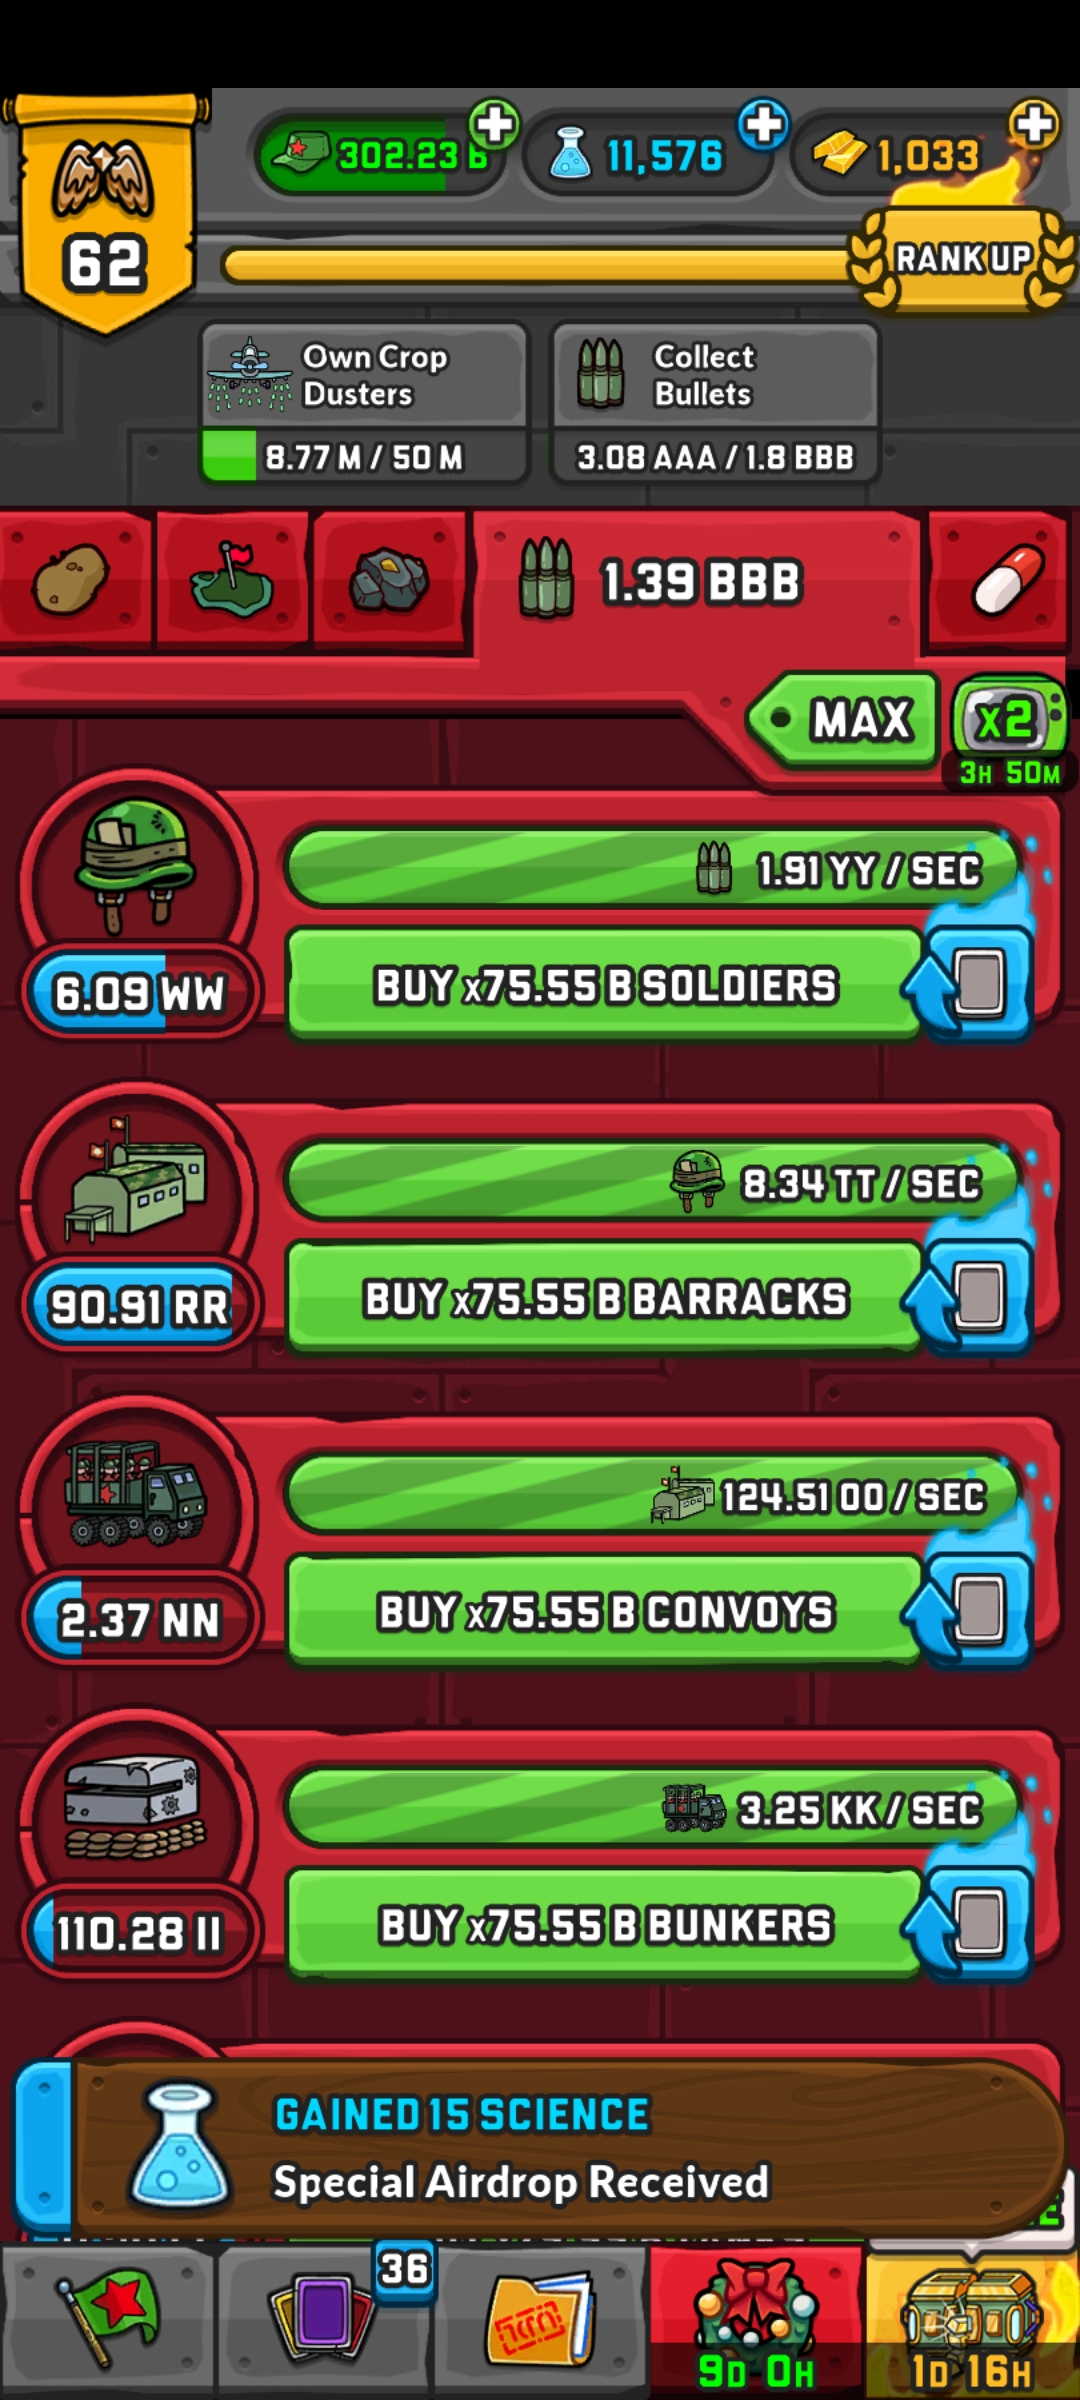 302.23 B
11,576
1,033
62
RANK UP
Own Crop
Dusters
8.77 M / 50 M
Collect
Bullets
3.08 AAA / 1.8 BBB
1.39 BBB
MAX
x2
3H 50M
1.91 YY / SEC
6.09 WW
BUY x75.55 B SOLDIERS
8.34 TT / SEC
90.91 RR
BUY x75.55 B BARRACKS
124.51 OO / SEC
2.37 NN
BUY x75.55 B CONVOYS
3.25 KK / SEC
110.28 II
BUY x75.55 B BUNKERS
GAINED 15 SCIENCE
Special Airdrop Received
36
9D 0H
1D 16H